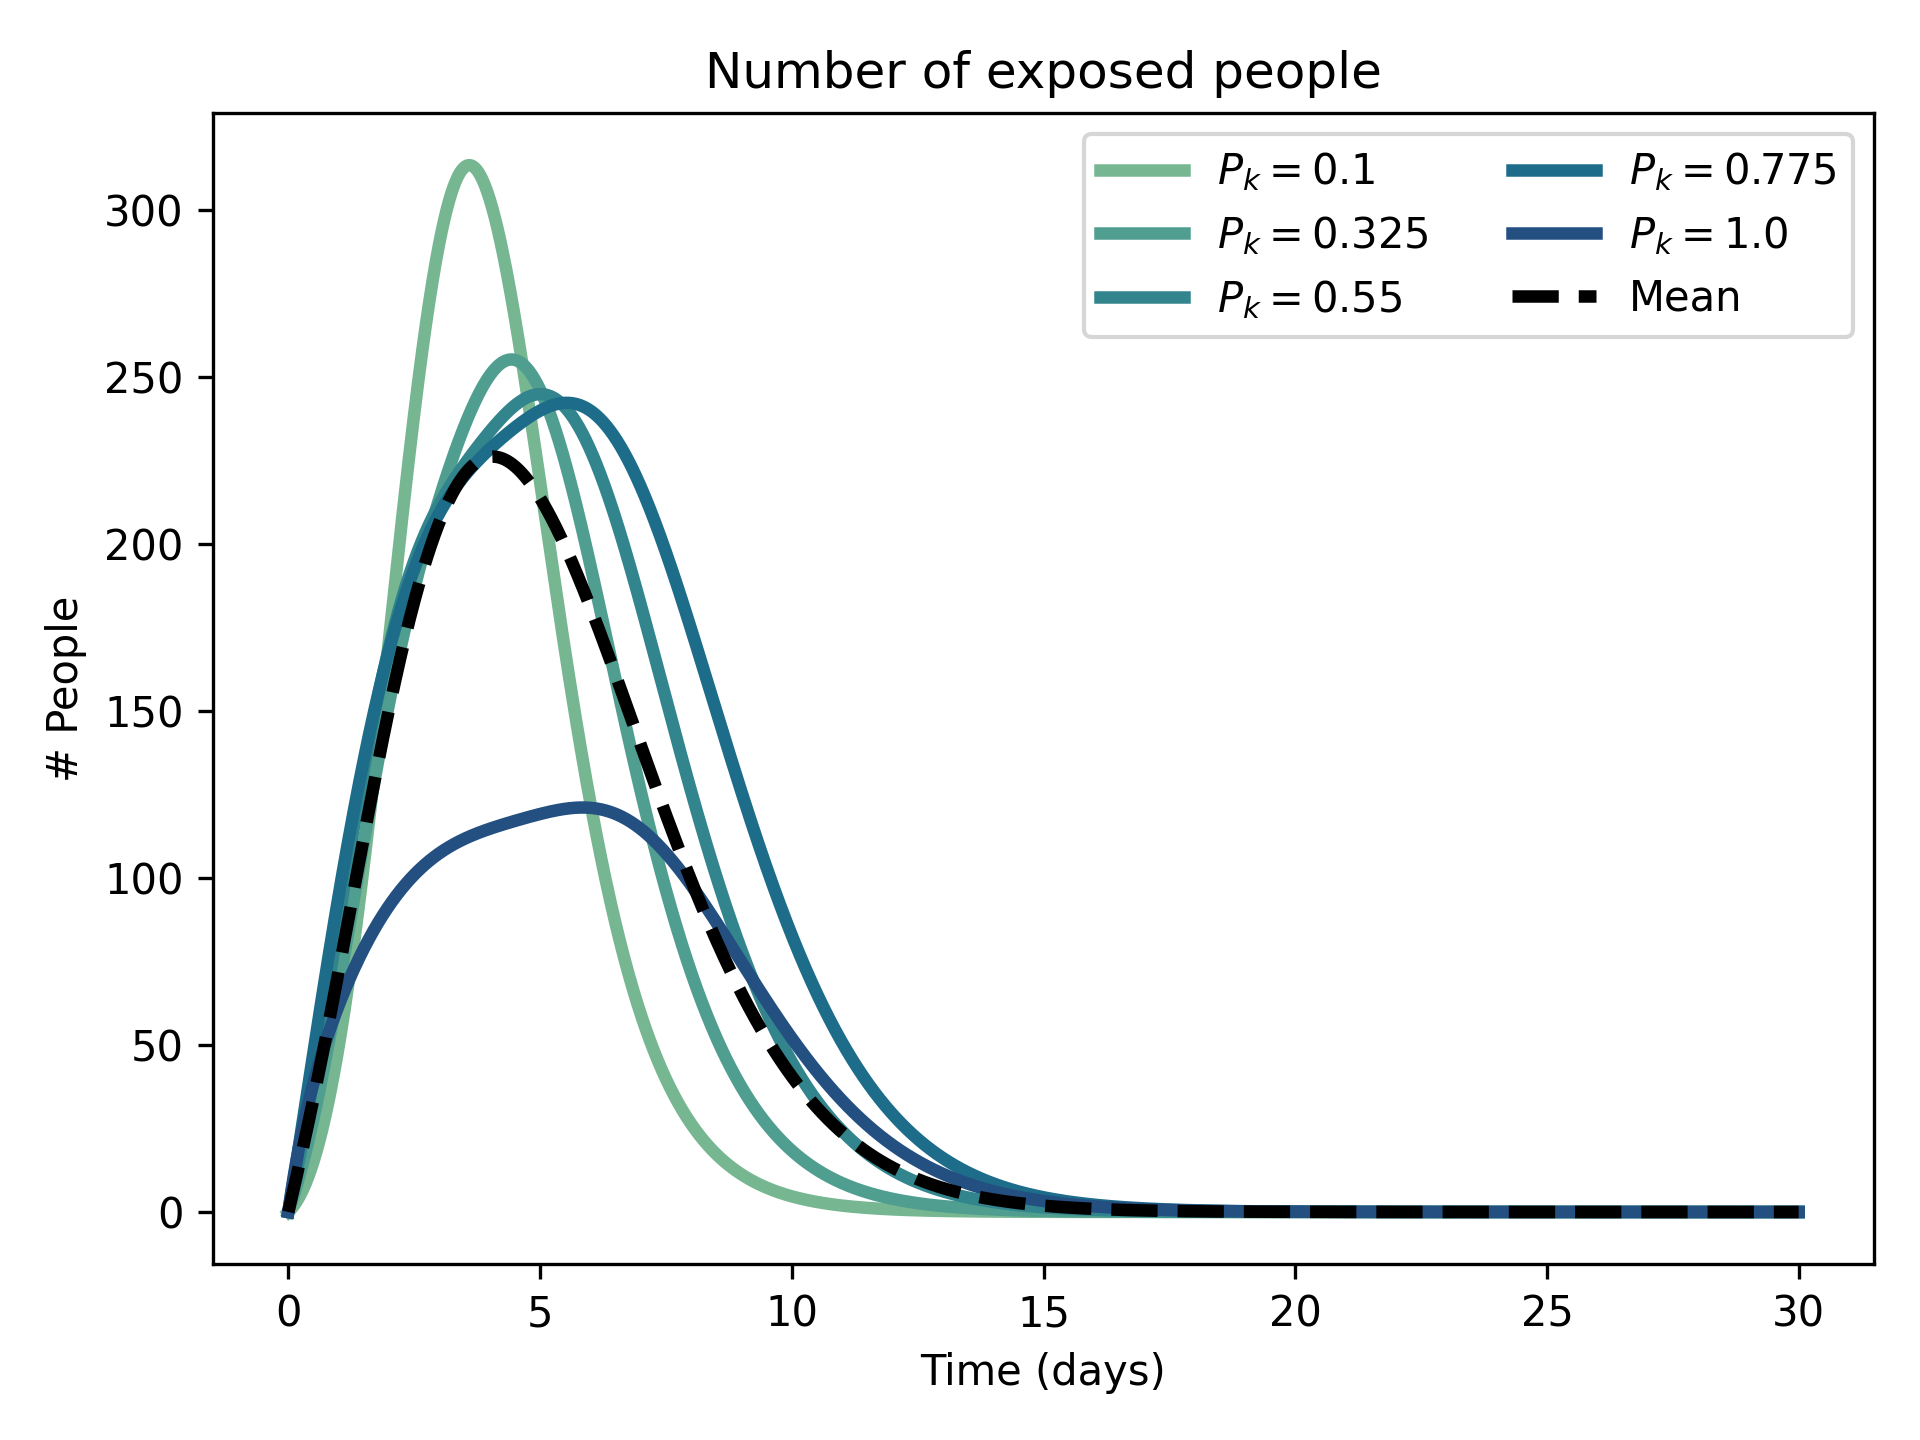 Number of exposed people
P_k = 0.1
P_k = 0.325
P_k = 0.55
P_k = 0.775
P_k = 1.0
Mean
# People
300
250
200
150
100
50
0
0 5 10 15 20 25 30
Time (days)